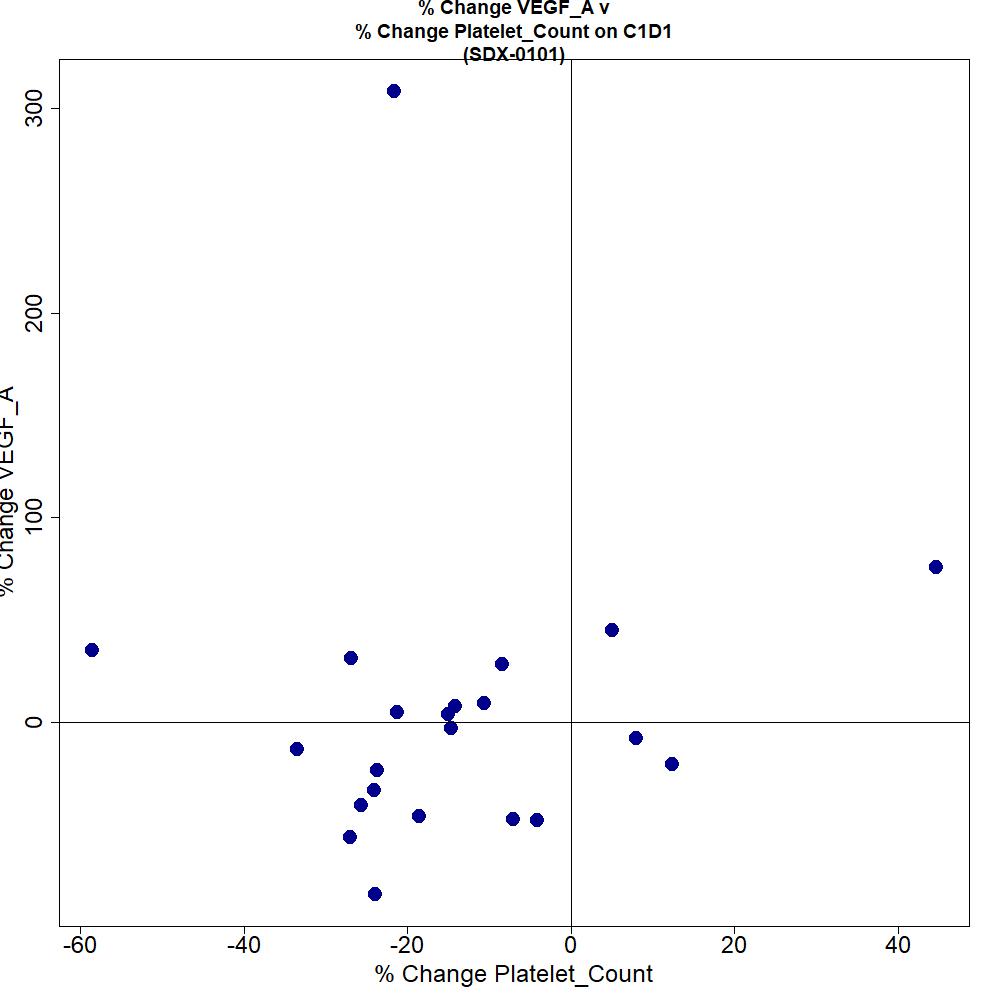 % Change VEGF_A v
% Change Platelet_Count on C1D1
(SDX-0101)
% Change VEGF_A
300
200
100
0
-60 -40 -20 0 20 40
% Change Platelet_Count